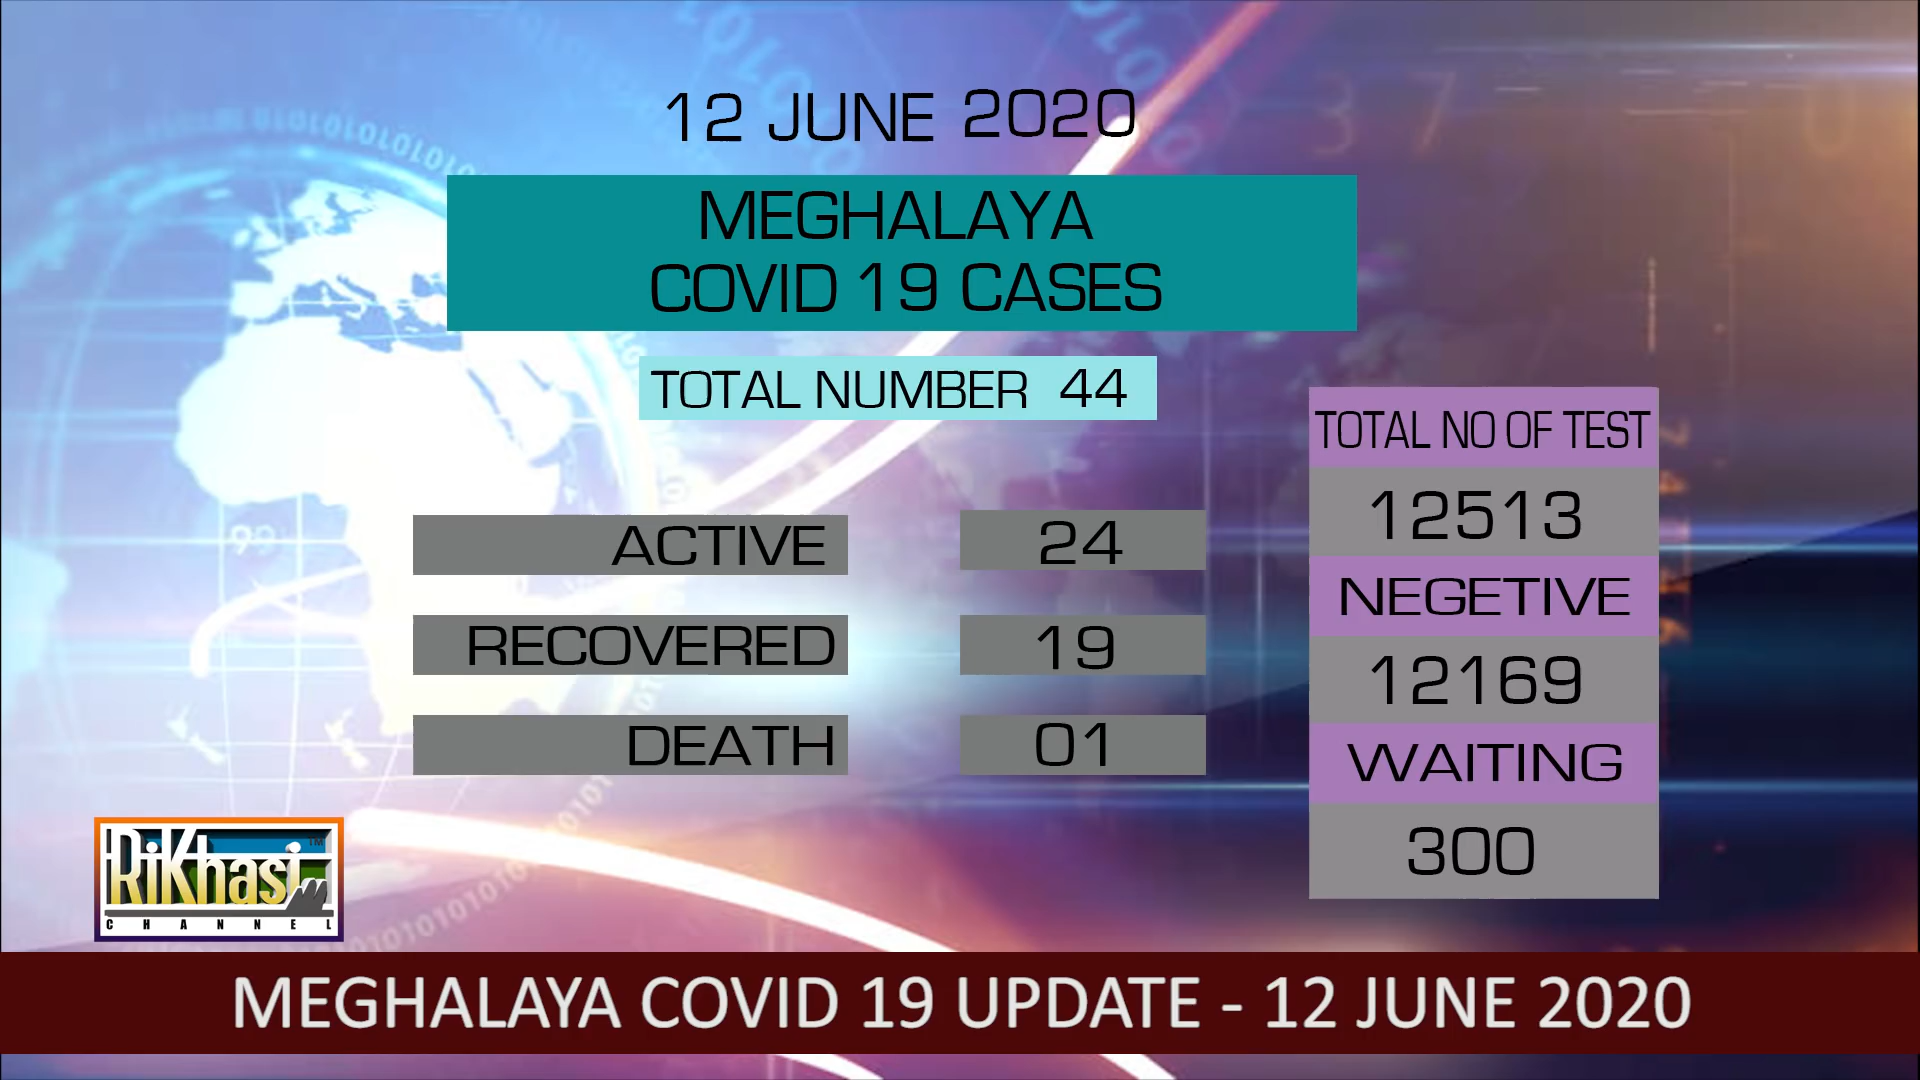 12 JUNE 2020
MEGHALAYA
COVID 19 CASES
TOTAL NUMBER 44
ACTIVE 24
RECOVERED 19
DEATH 01
TOTAL NO OF TEST
12513
NEGETIVE
12169
WAITING
300
RiKhasi TM
CHANNEL
MEGHALAYA COVID 19 UPDATE - 12 JUNE 2020